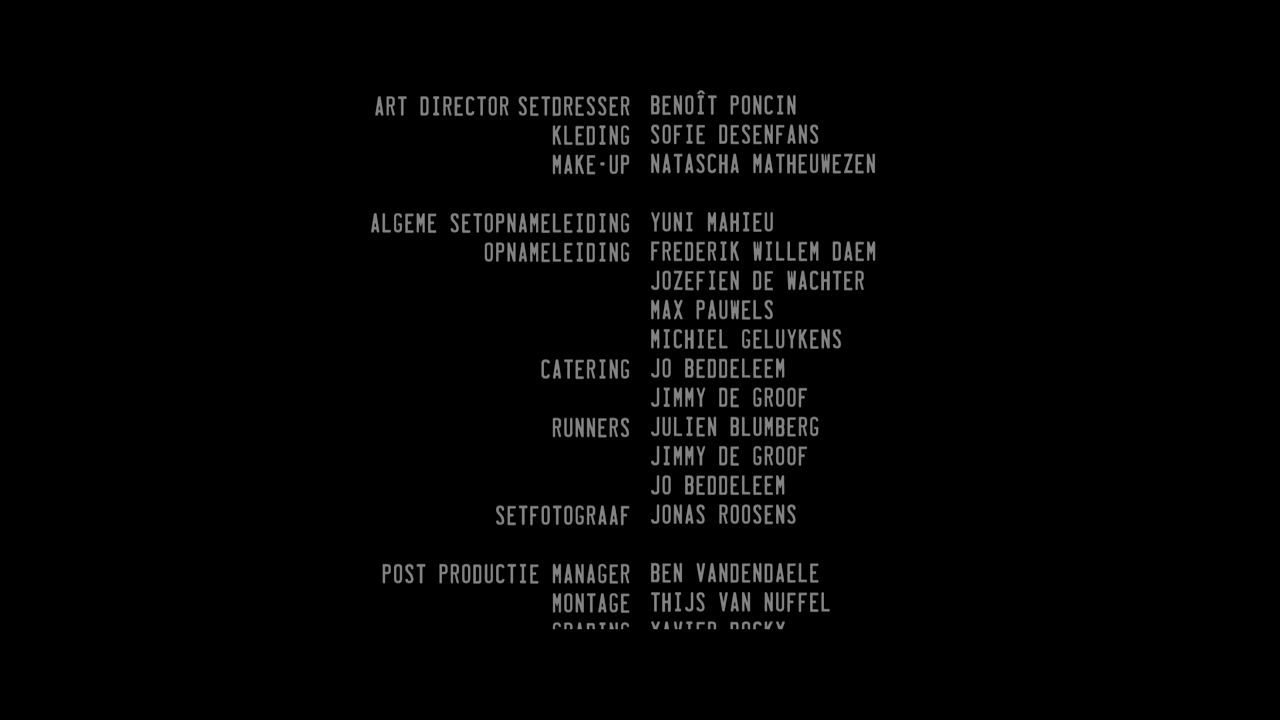 ART DIRECTOR SETDRESSER BENOÎT PONCIN
KLEDING SOFIE DESENFANS
MAKE-UP NATASCHA MATHEUWEZEN
ALGEME SETOPNAMELEIDING YUNI MAHIEU
OPNAMELEIDING FREDERIK WILLEM DAEM
JOZEFIEN DE WACHTER
MAX PAUWELS
MICHIEL GELUYKENS
CATERING JO BEDDELEEM
JIMMY DE GROOF
RUNNERS JULIEN BLUMBERG
JIMMY DE GROOF
JO BEDDELEEM
SETFOTOGRAAF JONAS ROOSENS
POST PRODUCTIE MANAGER BEN VANDENDAELE
MONTAGE THIJS VAN NUFFEL
GRADING XAVIER